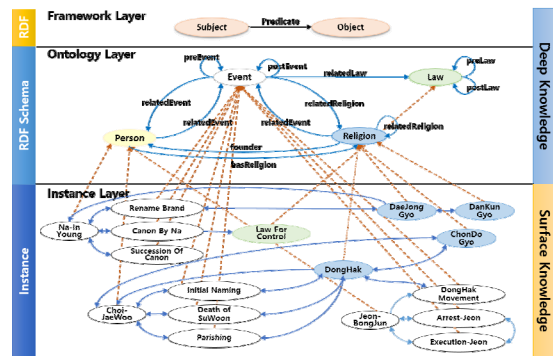 Framework Layer
RDF
Subject
Predicate
Object
Ontology Layer
RDF Schema
Deep Knowledge
preEvent
postEvent
Event
relatedLaw
Law
preLaw
postLaw
relatedEvent
relatedEvent
relatedEvent
relatedReligion
relatedReligion
Person
Religion
founder
hasReligion
Instance Layer
Instance
Surface Knowledge
Na-In
Young
Rename Brand
Canon By Na
Succession Of
Canon
Law For
Control
DaeJong
Gyo
DanKun
Gyo
ChonDo
Gyo
DongHak
Choi-
JaeWoo
Initial Naming
Death of
SuWoon
Parishing
DongHak
Movement
Jeon-
BongJun
Arrest-Jeon
Execution-Jeon